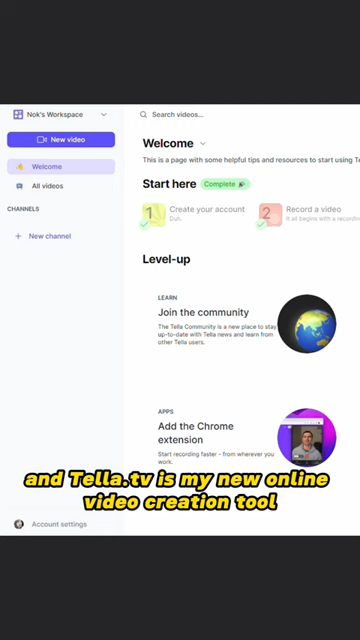 Nok's Workspace
Search videos...
New video
Welcome
All videos
CHANNELS
New channel
Welcome
This is a page with some helpful tips and resources to start using Te
Start here
Complete
1
Create your account
Duh.
2
Record a video
It all begins with a recording
Level-up
LEARN
Join the community
The Tella Community is a new place to stay
up-to-date with Tella news and learn from
other Tella users.
APPS
Add the Chrome
extension
Start recording faster - from wherever you
work.
and Tella.tv is my new online
video creation tool
Account settings